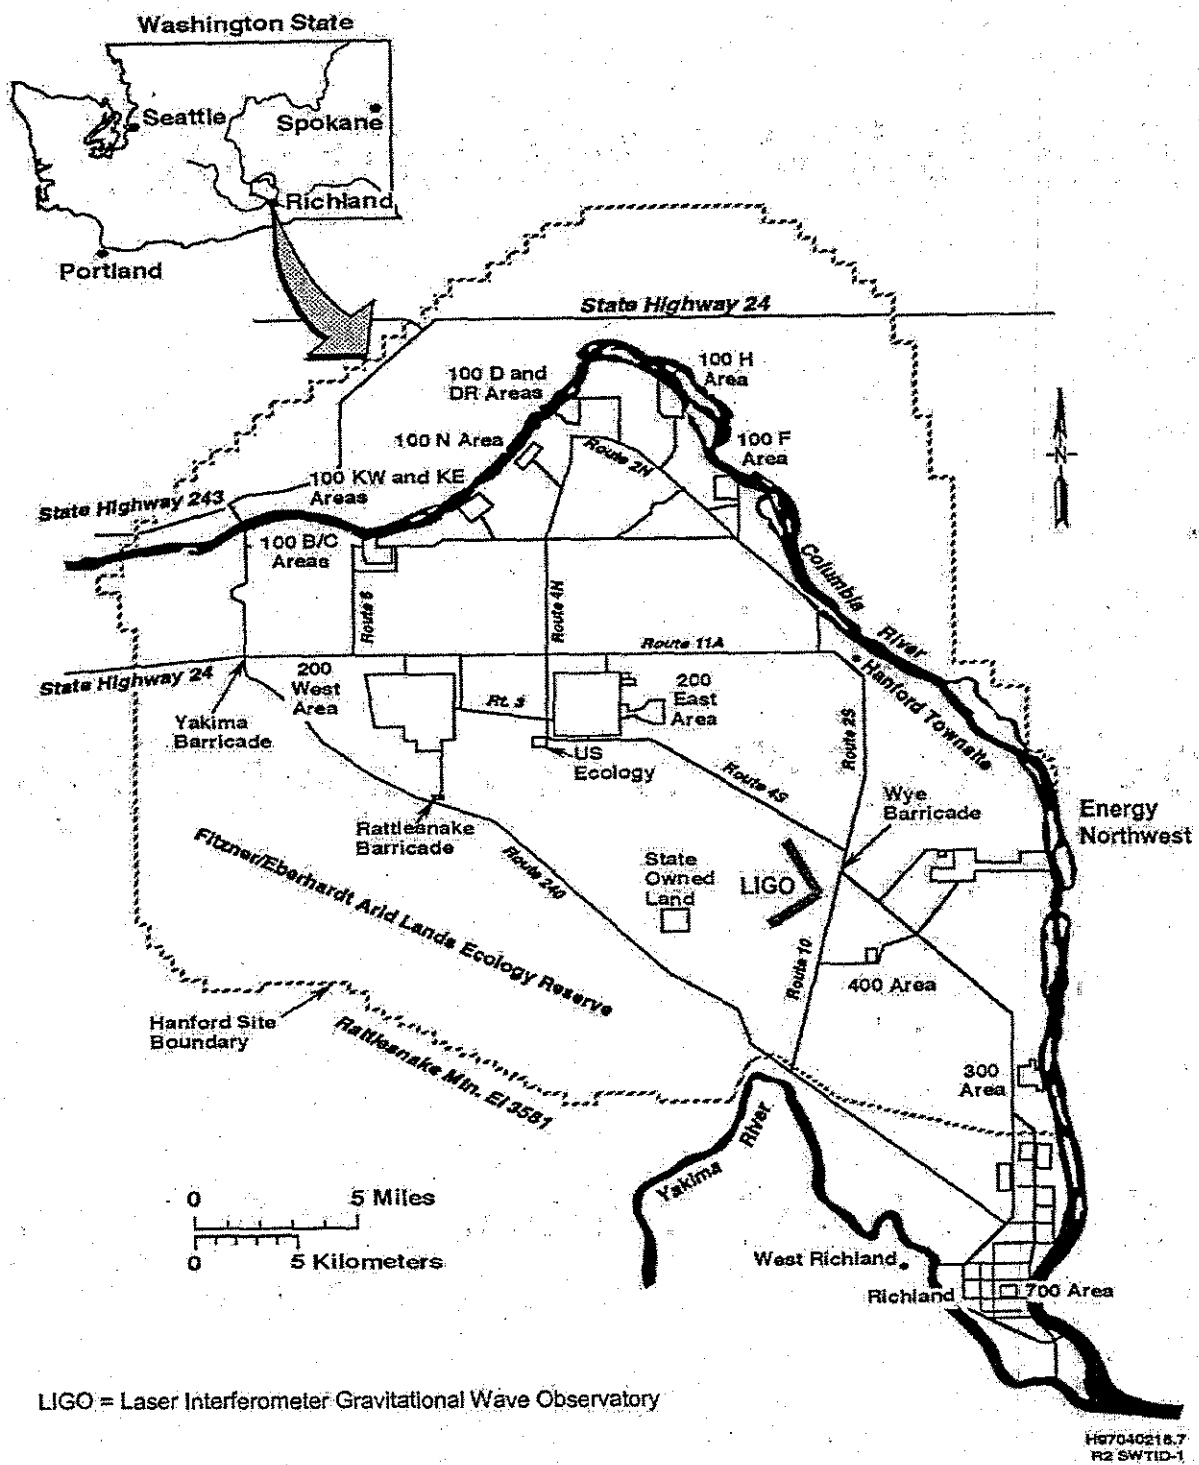 Washington State
Seattle
Spokane
Richland
Portland
State Highway 24
100 D and
DR Areas
100 H
Area
100 N Area
Route 2N
100 F
Area
100 KW and KE
Areas
State Highway 243
100 B/C
Areas
N
Columbia
River
Route 6
Route 4N
Route 11A
Hanford Townsite
State Highway 24
200
West
Area
Rt. 3
200
East
Area
Yakima
Barricade
US
Ecology
Route 2S
Route 4S
Wye
Barricade
Energy
Northwest
Rattlesnake
Barricade
Route 240
State
Owned
Land
LIGO
Fitzner/Eberhardt Arid Lands Ecology Reserve
Route 10
400 Area
Hanford Site
Boundary
Rattlesnake Mtn. El 3581
300
Area
Yakima
River
0 5 Miles
0 5 Kilometers
West Richland
Richland
700 Area
LIGO = Laser Interferometer Gravitational Wave Observatory
H97040216.7
R2 SWTID-1